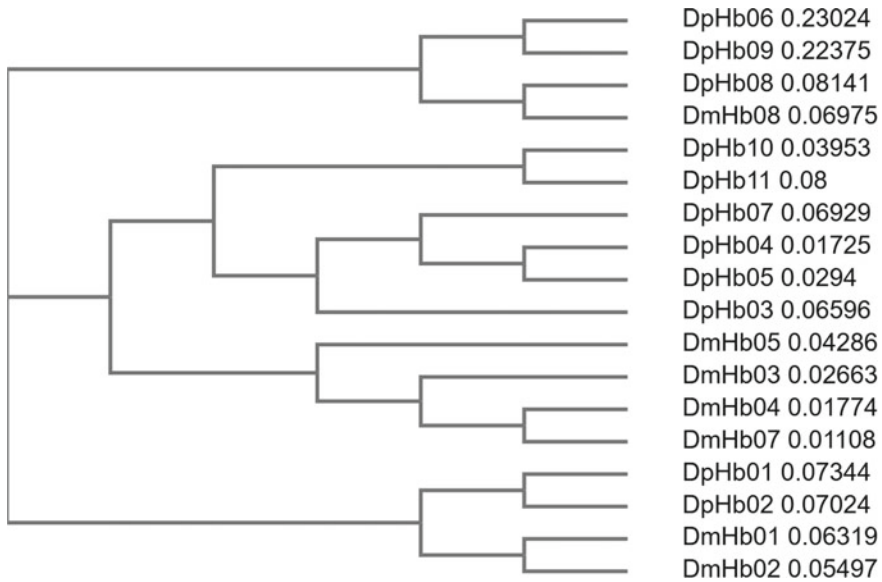 DpHb06 0.23024
DpHb09 0.22375
DpHb08 0.08141
DmHb08 0.06975
DpHb10 0.03953
DpHb11 0.08
DpHb07 0.06929
DpHb04 0.01725
DpHb05 0.0294
DpHb03 0.06596
DmHb05 0.04286
DmHb03 0.02663
DmHb04 0.01774
DmHb07 0.01108
DpHb01 0.07344
DpHb02 0.07024
DmHb01 0.06319
DmHb02 0.05497